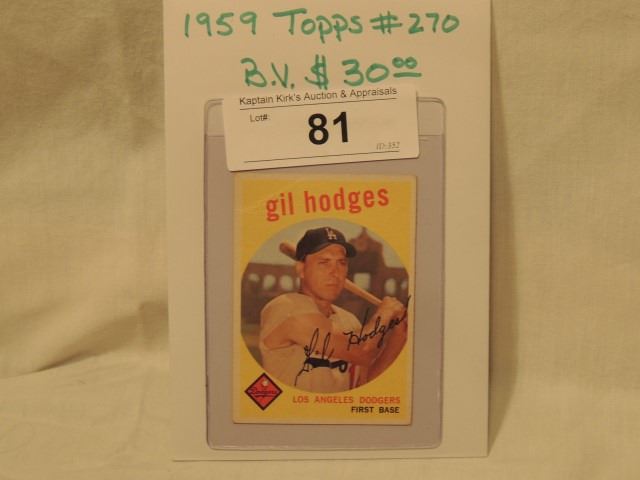 1959 Topps #270
B.V. $30.00
Kaptain Kirk's Auction & Appraisals
Lot#:
81
ID-352
gil hodges
LA
Gil Hodges
Dodgers
LOS ANGELES DODGERS
FIRST BASE